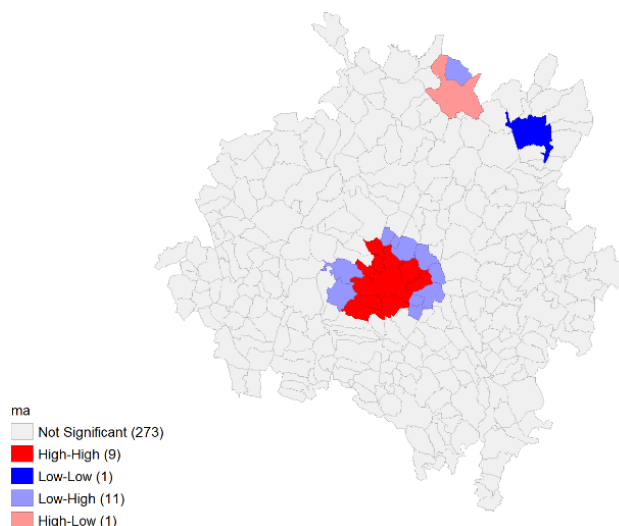 ma
Not Significant (273)
High-High (9)
Low-Low (1)
Low-High (11)
High-Low (1)